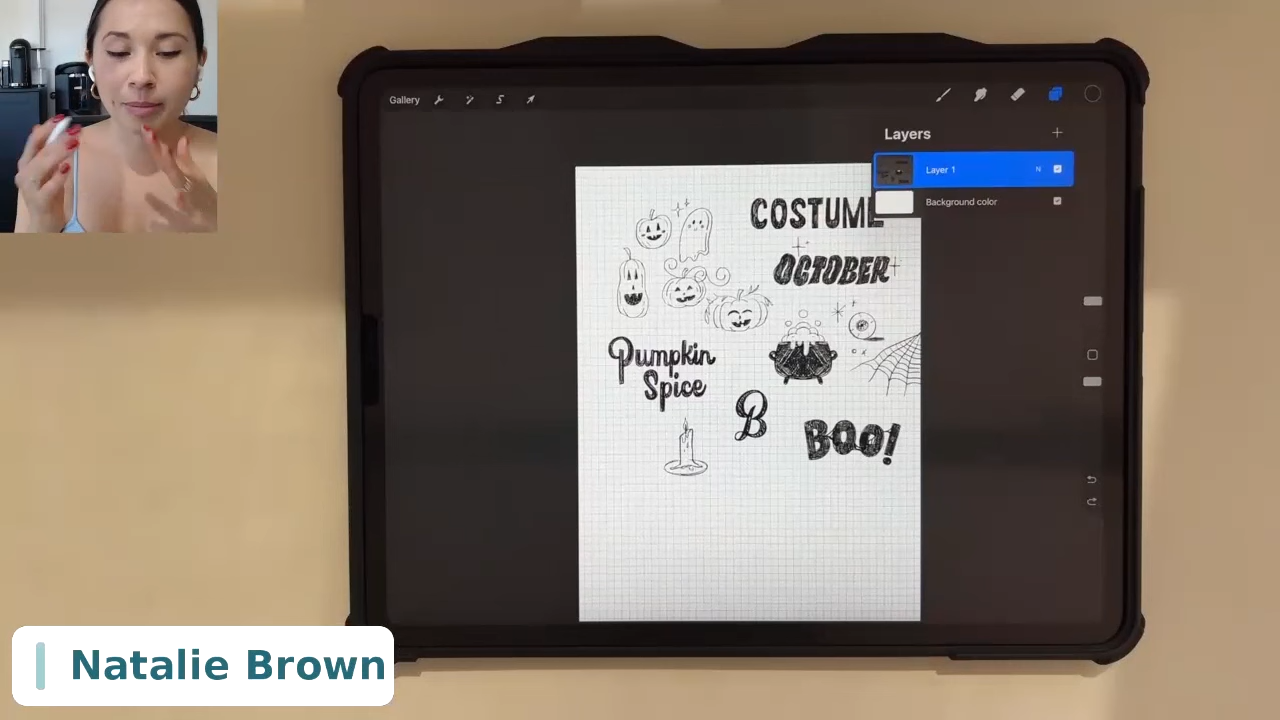 Gallery
Layers
Layer 1
N
Background color
COSTUME
OCTOBER
Pumpkin
Spice
B
BOO!
Natalie Brown